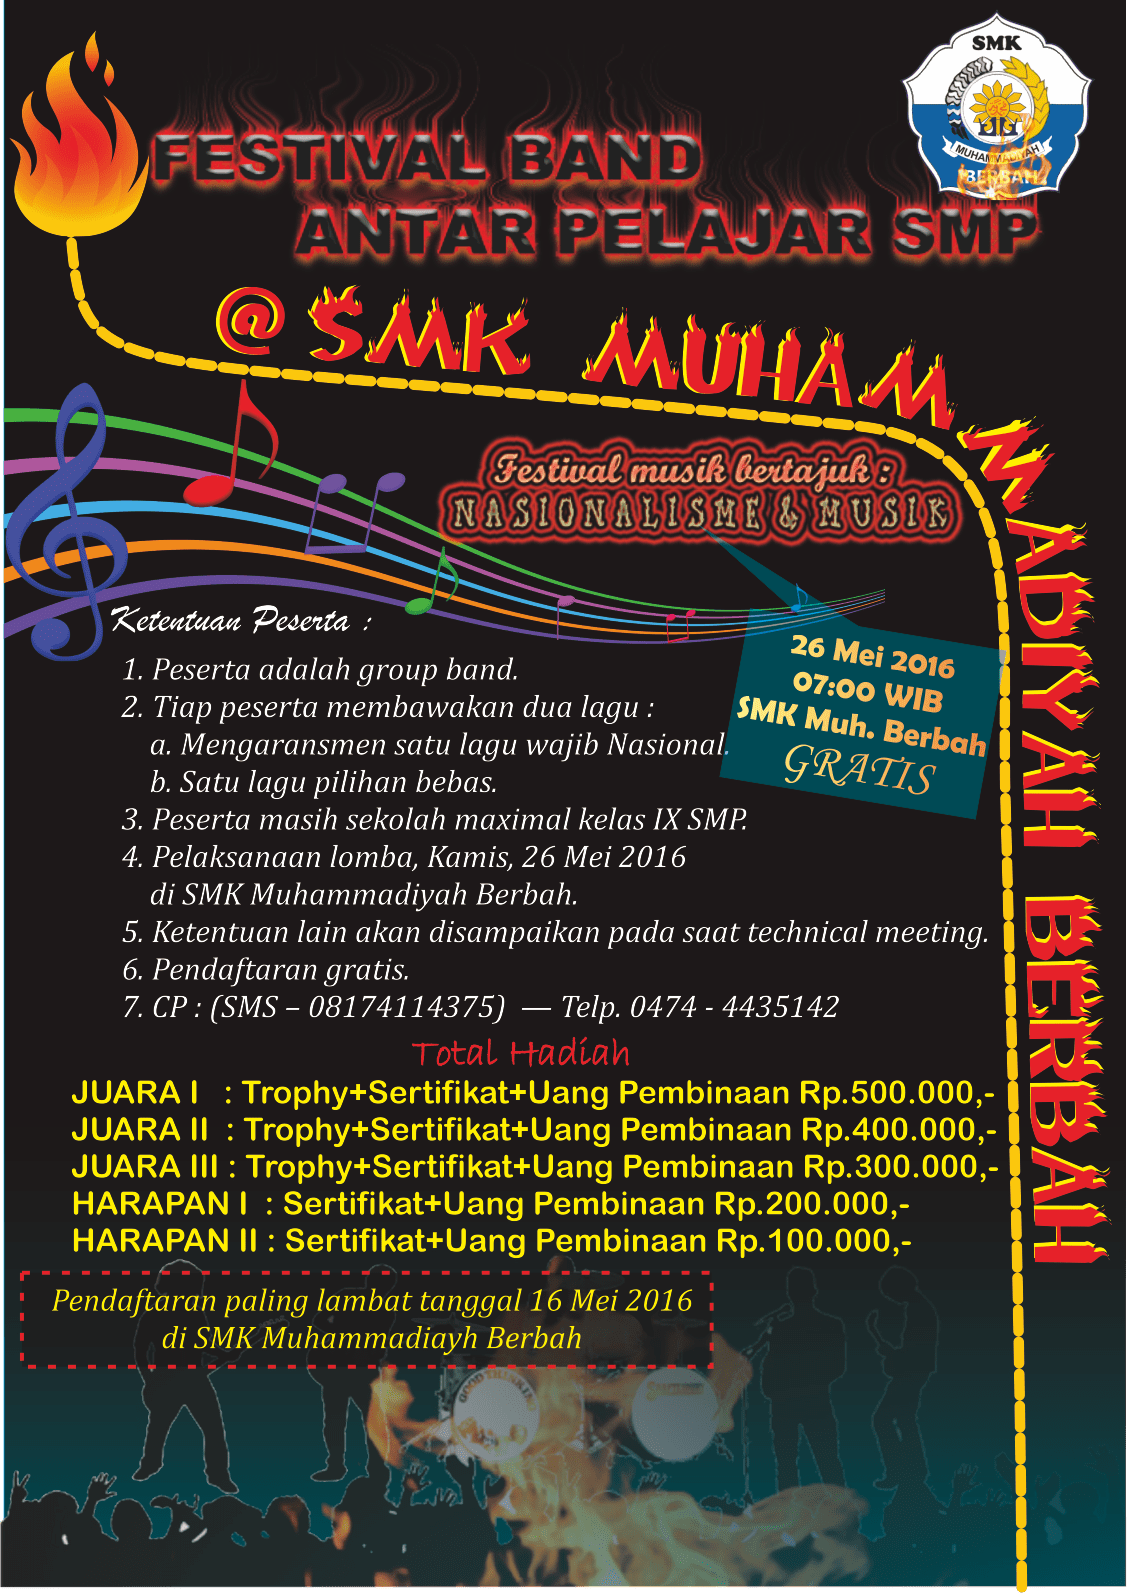 SMK
MUHAMMADIYAH
BERBAH
FESTIVAL BAND
ANTAR PELAJAR SMP
@ SMK MUHAMMADIYAH BERBAH
Festival musik bertajuk :
NASIONALISME & MUSIK
26 Mei 2016
07:00 WIB
SMK Muh. Berbah
GRATIS
Ketentuan Peserta :
1. Peserta adalah group band.
2. Tiap peserta membawakan dua lagu :
a. Mengaransmen satu lagu wajib Nasional.
b. Satu lagu pilihan bebas.
3. Peserta masih sekolah maximal kelas IX SMP.
4. Pelaksanaan lomba, Kamis, 26 Mei 2016
di SMK Muhammadiyah Berbah.
5. Ketentuan lain akan disampaikan pada saat technical meeting.
6. Pendaftaran gratis.
7. CP : (SMS – 08174114375) — Telp. 0474 - 4435142
Total Hadiah
JUARA I : Trophy+Sertifikat+Uang Pembinaan Rp.500.000,-
JUARA II : Trophy+Sertifikat+Uang Pembinaan Rp.400.000,-
JUARA III : Trophy+Sertifikat+Uang Pembinaan Rp.300.000,-
HARAPAN I : Sertifikat+Uang Pembinaan Rp.200.000,-
HARAPAN II : Sertifikat+Uang Pembinaan Rp.100.000,-
Pendaftaran paling lambat tanggal 16 Mei 2016
di SMK Muhammadiayh Berbah